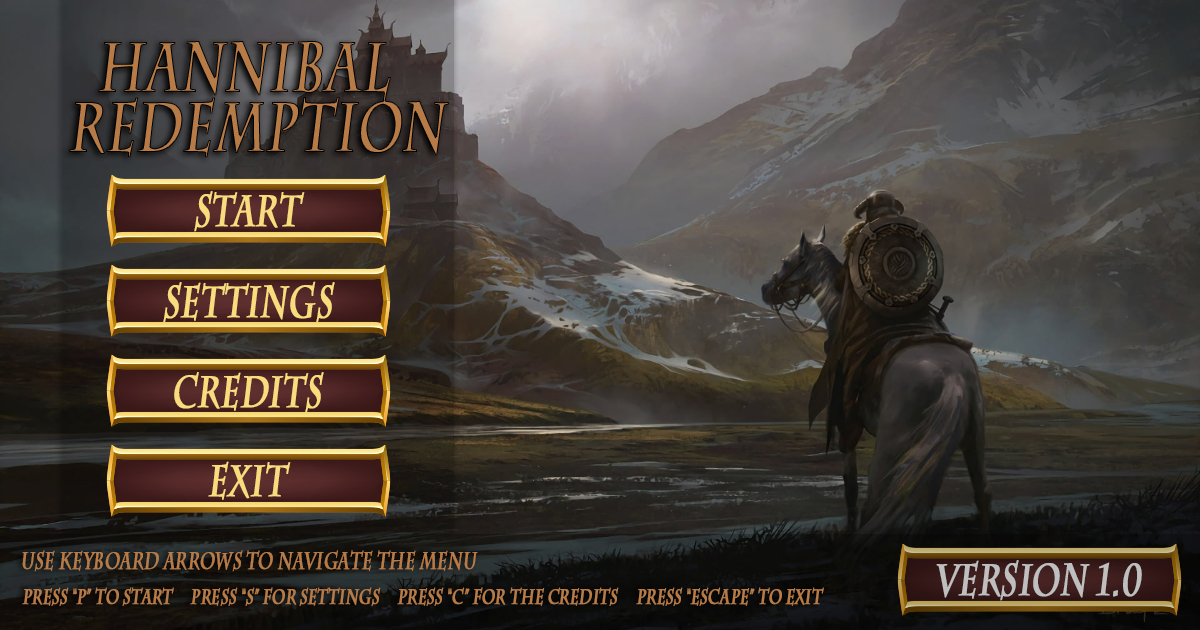 HANNIBAL
REDEMPTION
START
SETTINGS
CREDITS
EXIT
USE KEYBOARD ARROWS TO NAVIGATE THE MENU
PRESS "P" TO START PRESS "S" FOR SETTINGS PRESS "C" FOR THE CREDITS PRESS "ESCAPE" TO EXIT
VERSION 1.0